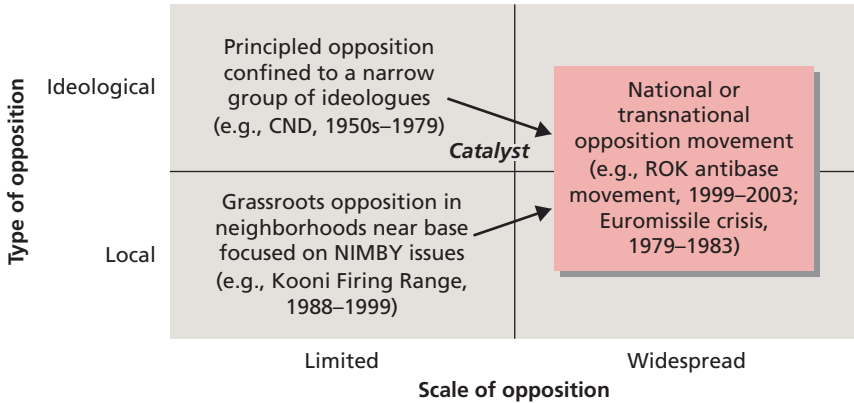 Type of opposition
Ideological
Principled opposition
confined to a narrow
group of ideologues
(e.g., CND, 1950s–1979)
Catalyst
National or
transnational
opposition movement
(e.g., ROK antibase
movement, 1999–2003;
Euromissile crisis,
1979–1983)
Local
Grassroots opposition in
neighborhoods near base
focused on NIMBY issues
(e.g., Kooni Firing Range,
1988–1999)
Limited
Widespread
Scale of opposition